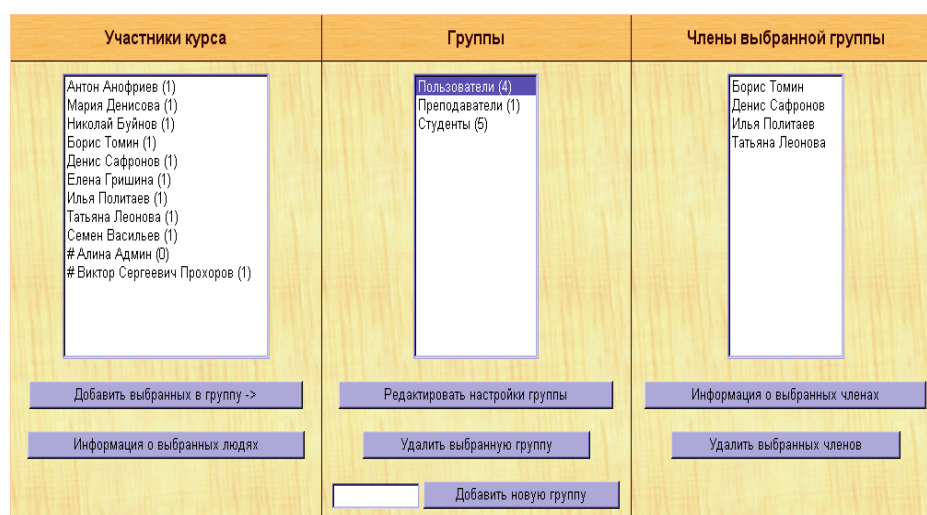 Участники курса
Антон Анофриев (1)
Мария Денисова (1)
Николай Буйнов (1)
Борис Томин (1)
Денис Сафронов (1)
Елена Гришина (1)
Илья Политаев (1)
Татьяна Леонова (1)
Семен Васильев (1)
# Алина Админ (0)
# Виктор Сергеевич Прохоров (1)
Добавить выбранных в группу ->
Информация о выбранных людях
Группы
Пользователи (4)
Преподаватели (1)
Студенты (5)
Редактировать настройки группы
Удалить выбранную группу
Добавить новую группу
Члены выбранной группы
Борис Томин
Денис Сафронов
Илья Политаев
Татьяна Леонова
Информация о выбранных членах
Удалить выбранных членов